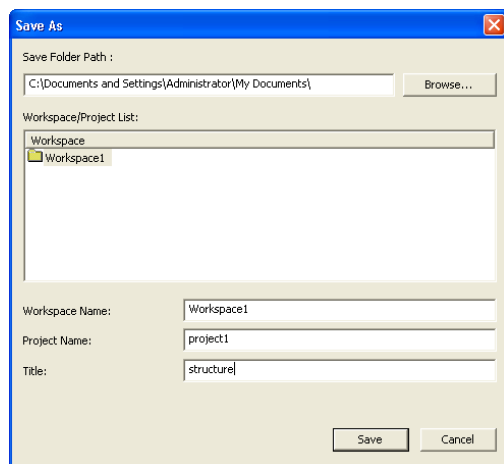 Save As
Save Folder Path :
C:\Documents and Settings\Administrator\My Documents\
Browse...
Workspace/Project List:
Workspace
Workspace1
Workspace Name:
Workspace1
Project Name:
project1
Title:
structure
Save
Cancel